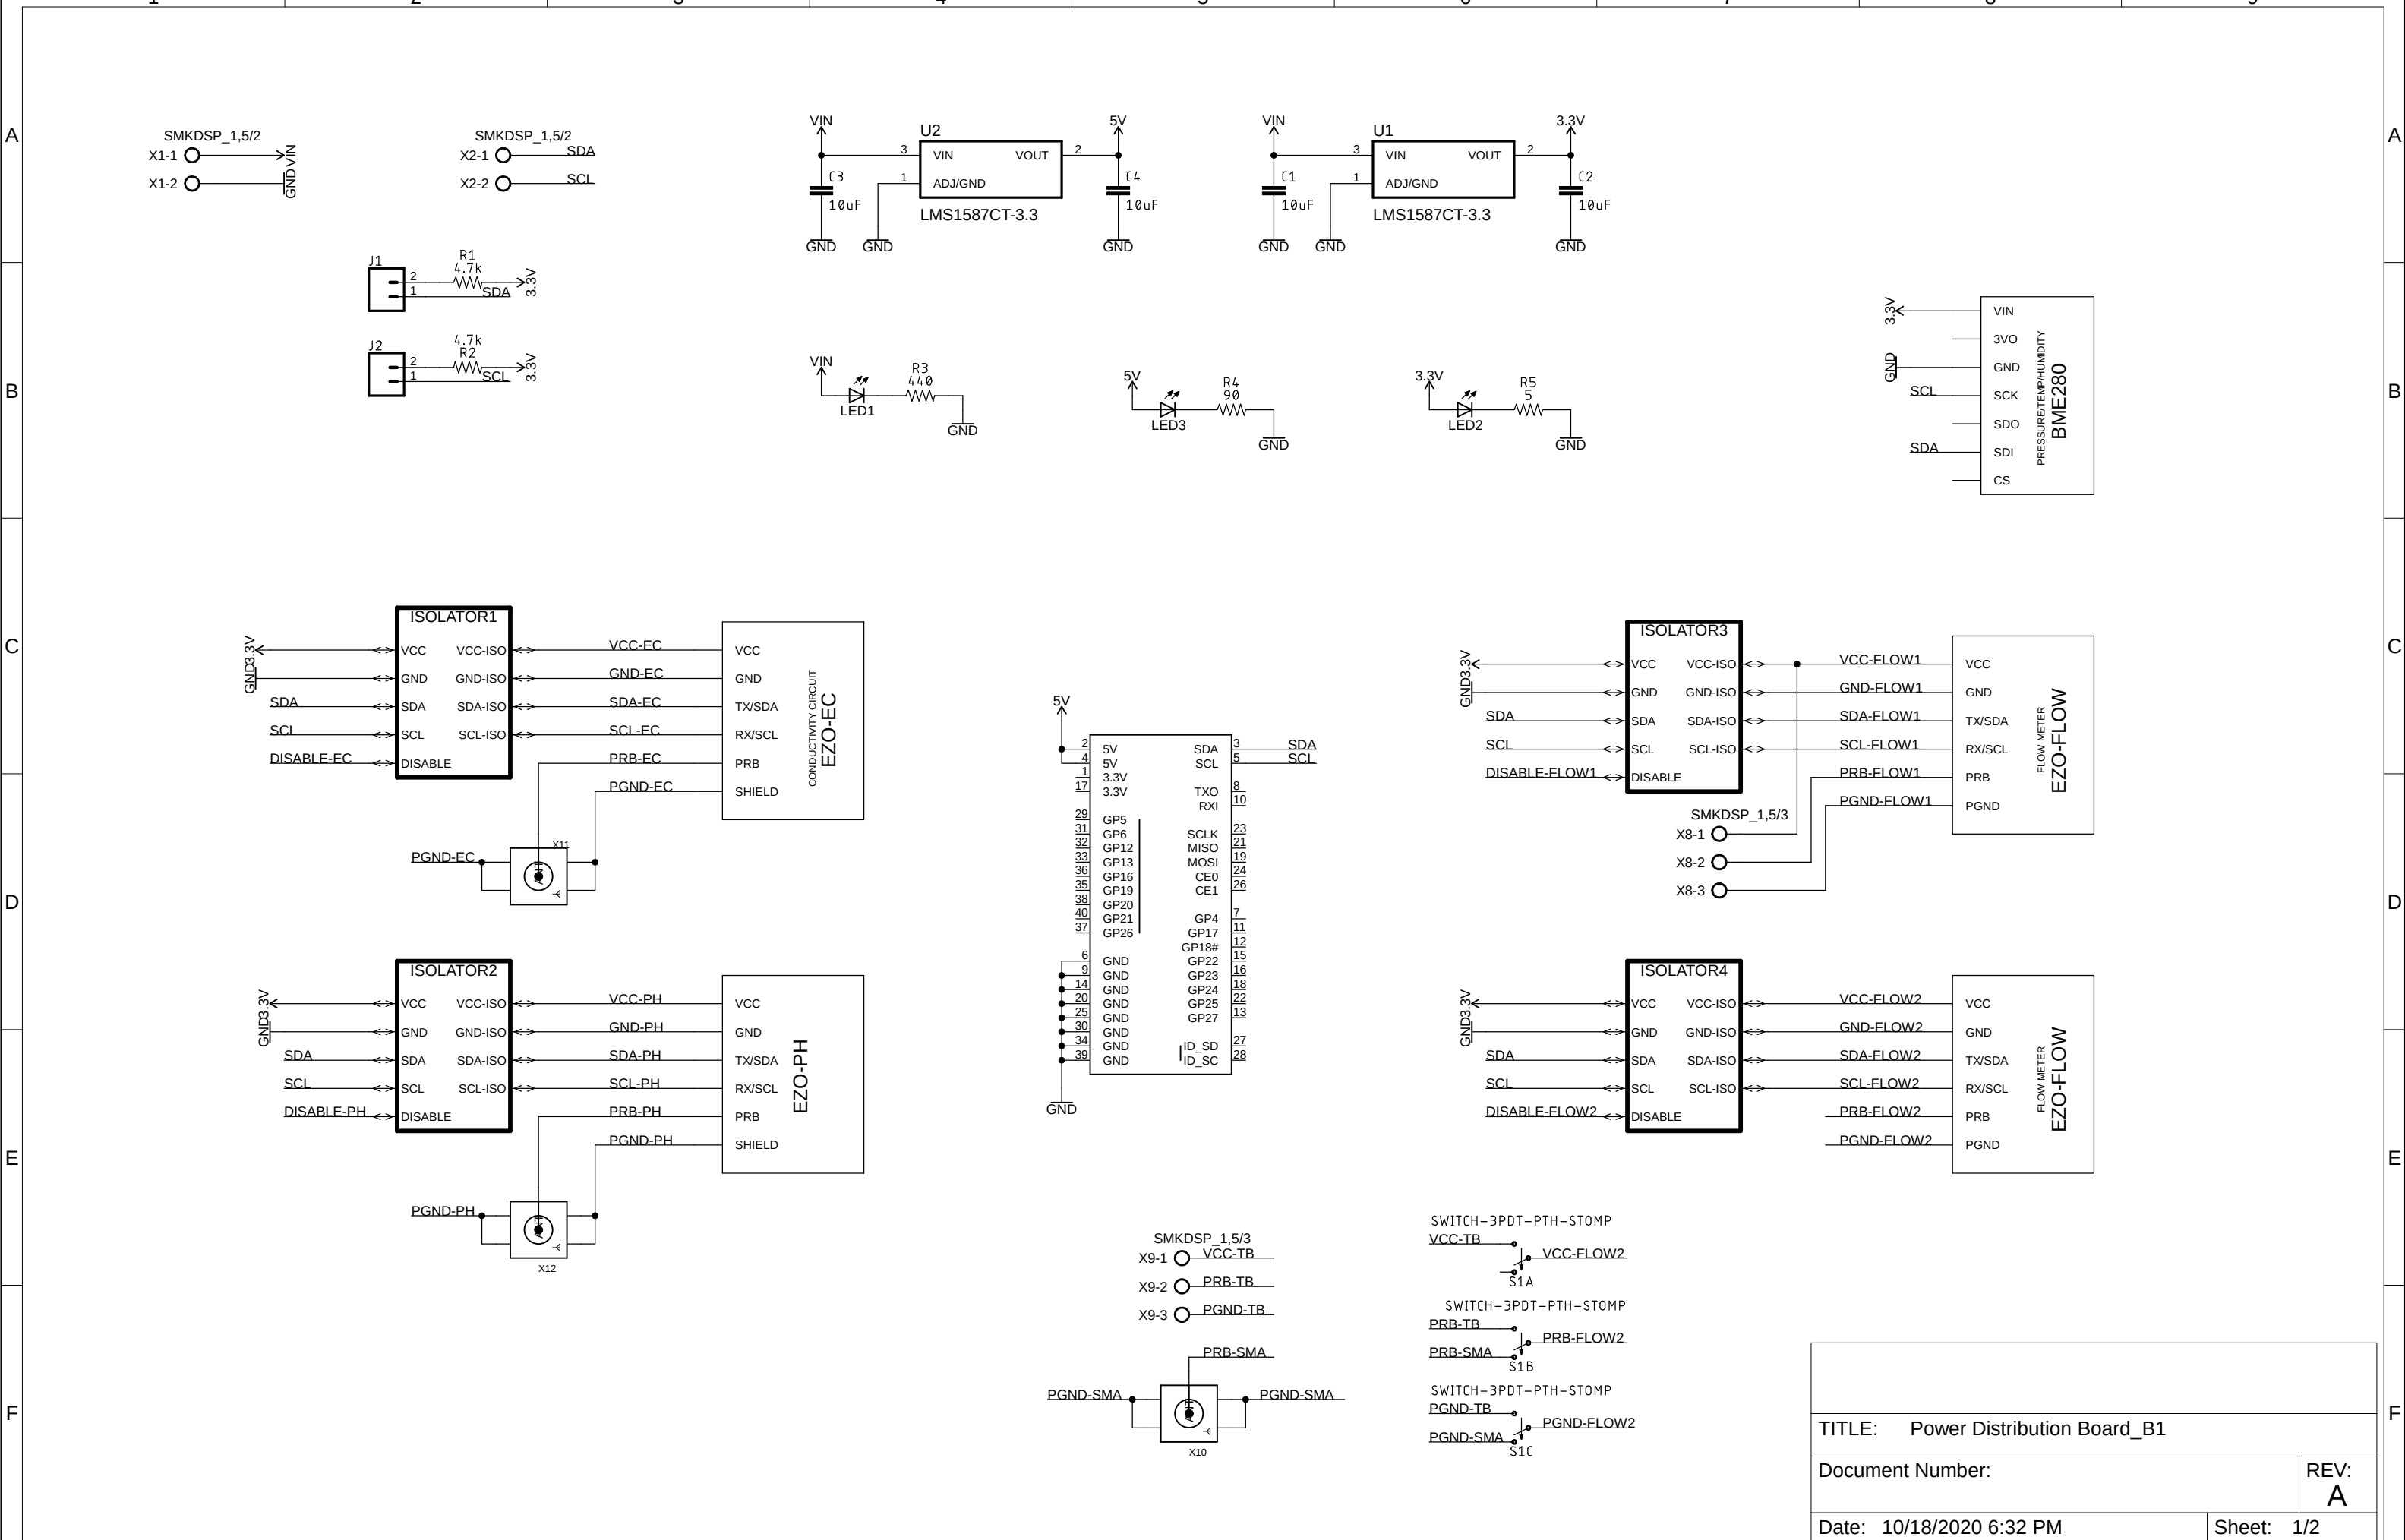 A
SMKDSP_1,5/2
X1-1
VIN
X1-2
GND
SMKDSP_1,5/2
X2-1
SDA
X2-2
SCL
VIN
U2
5V
3
VIN
VOUT
2
1
ADJ/GND
C3
10uF
C4
10uF
LMS1587CT-3.3
GND
GND
GND
VIN
U1
3.3V
3
VIN
VOUT
2
1
ADJ/GND
C1
10uF
C2
10uF
LMS1587CT-3.3
GND
GND
GND
A
J1
R1
4.7k
2
1
SDA
3.3V
J2
4.7k
R2
2
1
SCL
3.3V
B
VIN
LED1
R3
440
GND
5V
LED3
R4
90
GND
3.3V
LED2
R5
5
GND
3.3V
VIN
3VO
GND
GND
SCL
SCK
SDO
SDA
SDI
CS
PRESSURE/TEMP/HUMIDITY
BME280
B
C
ISOLATOR1
3.3V
VCC
VCC-ISO
VCC-EC
VCC
GND
GND
GND-ISO
GND-EC
GND
SDA
SDA
SDA-ISO
SDA-EC
TX/SDA
SCL
SCL
SCL-ISO
SCL-EC
RX/SCL
DISABLE-EC
DISABLE
PRB-EC
PRB
PGND-EC
SHIELD
CONDUCTIVITY CIRCUIT
EZO-EC
PGND-EC
X11
ISOLATOR3
3.3V
VCC
VCC-ISO
VCC-FLOW1
VCC
GND
GND
GND-ISO
GND-FLOW1
GND
SDA
SDA
SDA-ISO
SDA-FLOW1
TX/SDA
SCL
SCL
SCL-ISO
SCL-FLOW1
RX/SCL
DISABLE-FLOW1
DISABLE
PRB-FLOW1
PRB
PGND-FLOW1
PGND
FLOW METER
EZO-FLOW
SMKDSP_1,5/3
X8-1
X8-2
X8-3
C
D
5V
2
5V
SDA
3
SDA
4
5V
SCL
5
SCL
1
3.3V
17
3.3V
TXO
8
RXI
10
29
GP5
31
GP6
SCLK
23
32
GP12
MISO
21
33
GP13
MOSI
19
36
GP16
CE0
24
35
GP19
CE1
26
38
GP20
40
GP21
GP4
7
37
GP26
GP17
11
GP18#
12
6
GND
GP22
15
9
GND
GP23
16
14
GND
GP24
18
20
GND
GP25
22
25
GND
GP27
13
30
GND
34
GND
ID_SD
27
39
GND
ID_SC
28
GND
D
ISOLATOR2
3.3V
VCC
VCC-ISO
VCC-PH
VCC
GND
GND
GND-ISO
GND-PH
GND
SDA
SDA
SDA-ISO
SDA-PH
TX/SDA
SCL
SCL
SCL-ISO
SCL-PH
RX/SCL
DISABLE-PH
DISABLE
PRB-PH
PRB
PGND-PH
SHIELD
EZO-PH
PGND-PH
X12
E
ISOLATOR4
3.3V
VCC
VCC-ISO
VCC-FLOW2
VCC
GND
GND
GND-ISO
GND-FLOW2
GND
SDA
SDA
SDA-ISO
SDA-FLOW2
TX/SDA
SCL
SCL
SCL-ISO
SCL-FLOW2
RX/SCL
DISABLE-FLOW2
DISABLE
PRB-FLOW2
PRB
PGND-FLOW2
PGND
FLOW METER
EZO-FLOW
E
SMKDSP_1,5/3
X9-1
VCC-TB
X9-2
PRB-TB
X9-3
PGND-TB
PRB-SMA
PGND-SMA
PGND-SMA
X10
SWITCH-3PDT-PTH-STOMP
VCC-TB
VCC-FLOW2
S1A
SWITCH-3PDT-PTH-STOMP
PRB-TB
PRB-FLOW2
PRB-SMA
S1B
SWITCH-3PDT-PTH-STOMP
PGND-TB
PGND-FLOW2
PGND-SMA
S1C
F
F
TITLE: Power Distribution Board_B1
Document Number:
REV:
A
Date: 10/18/2020 6:32 PM
Sheet: 1/2